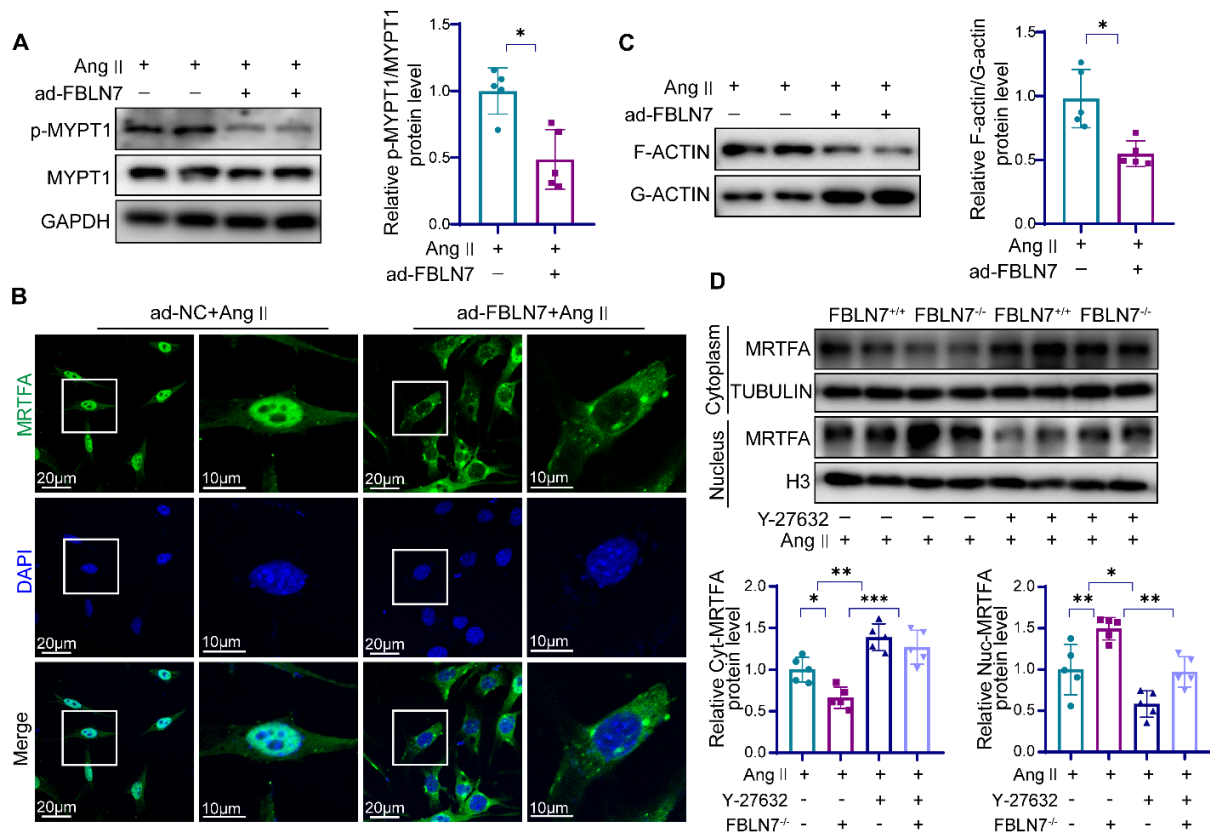 A
Ang II + + + +
ad-FBLN7 − − + +
p-MYPT1
MYPT1
GAPDH
Relative p-MYPT1/MYPT1
protein level
1.5
1.0
0.5
0.0
*
Ang II + +
ad-FBLN7 − +
C
Ang II + + + +
ad-FBLN7 − − + +
F-ACTIN
G-ACTIN
Relative F-actin/G-actin
protein level
1.5
1.0
0.5
0.0
*
Ang II + +
ad-FBLN7 − +
B
ad-NC+Ang II ad-FBLN7+Ang II
MRTFA
20μm 10μm 20μm 10μm
DAPI
20μm 10μm 20μm 10μm
Merge
20μm 10μm 20μm 10μm
D
FBLN7+/+ FBLN7-/- FBLN7+/+ FBLN7-/-
Cytoplasm
MRTFA
TUBULIN
Nucleus
MRTFA
H3
Y-27632 − − − − + + + +
Ang II + + + + + + + +
Relative Cyt-MRTFA
protein level
2.0
1.5
1.0
0.5
0.0
**
* ***
Ang II + + + +
Y-27632 - - + +
FBLN7-/- - + - +
Relative Nuc-MRTFA
protein level
2.0
1.5
1.0
0.5
0.0
*
** **
Ang II + + + +
Y-27632 - - + +
FBLN7-/- - + - +